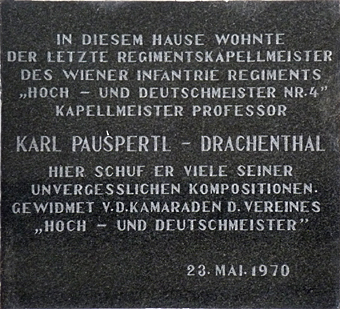 IN DIESEM HAUSE WOHNTE
DER LETZTE REGIMENTSKAPELLMEISTER
DES WIENER INFANTRIE REGIMENTS
„HOCH – UND DEUTSCHMEISTER NR.4"
KAPELLMEISTER PROFESSOR
KARL PAUSPERTL – DRACHENTHAL
HIER SCHUF ER VIELE SEINER
UNVERGESSLICHEN KOMPOSITIONEN.
GEWIDMET V.D.KAMARADEN D. VEREINES
„HOCH – UND DEUTSCHMEISTER"
23. MAI. 1970